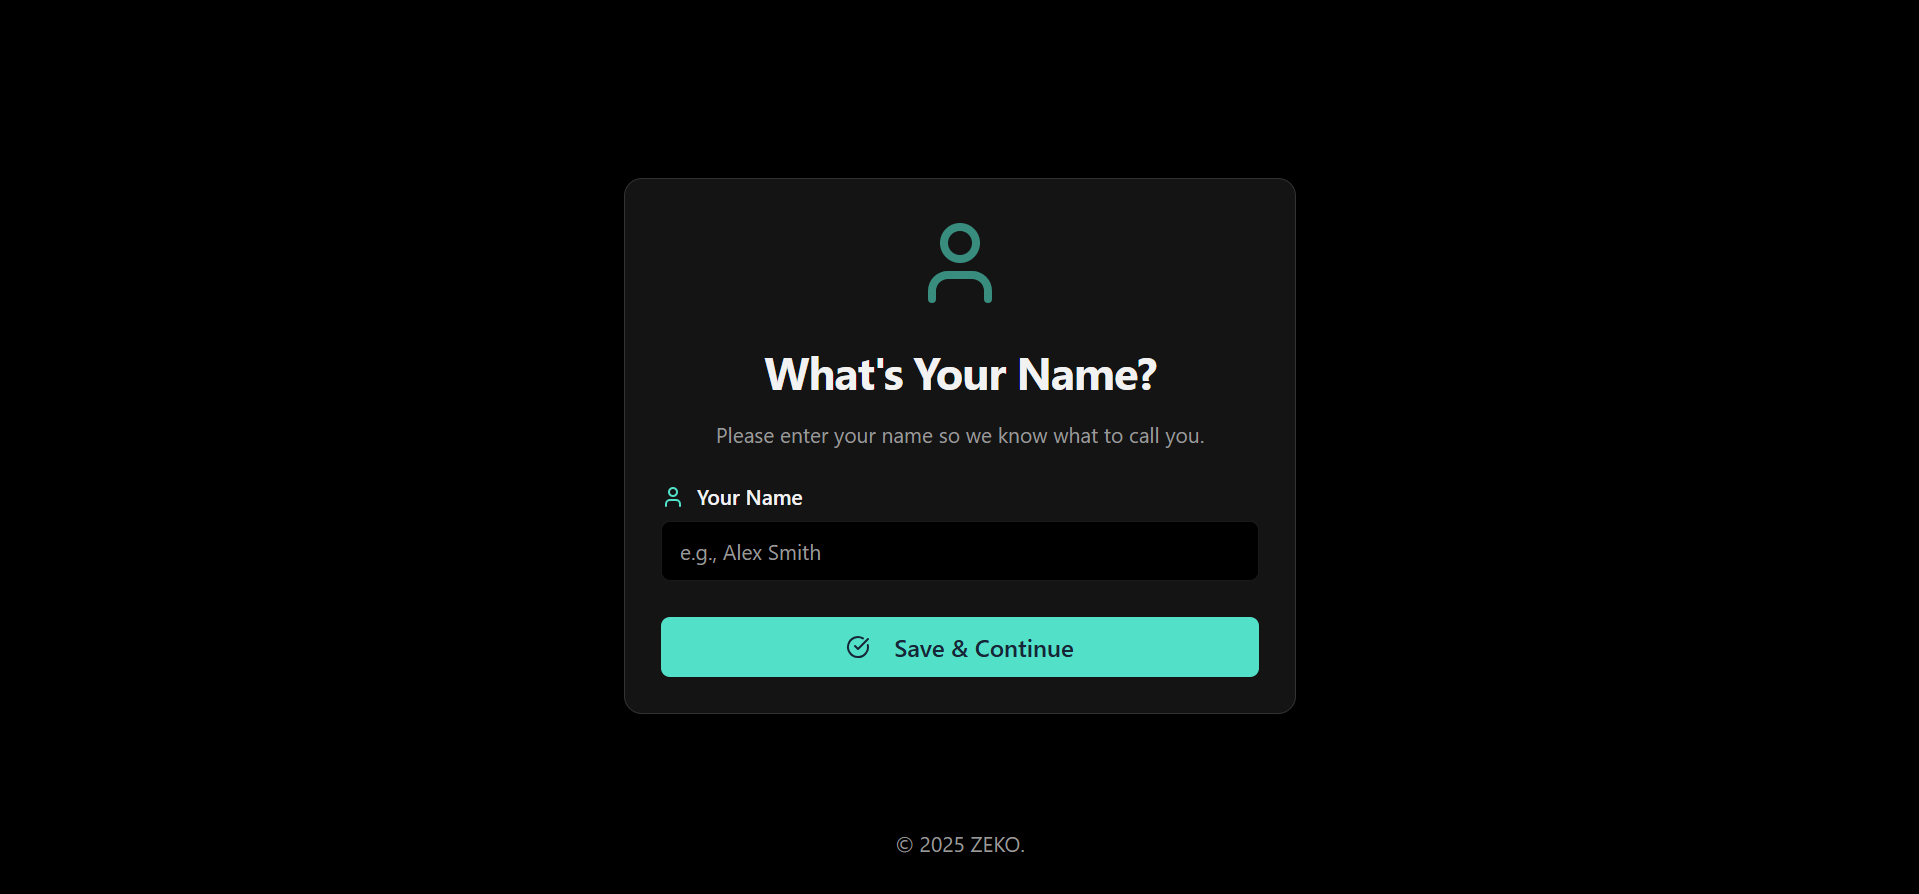 What's Your Name?
Please enter your name so we know what to call you.
Your Name
e.g., Alex Smith
Save & Continue
© 2025 ZEKO.